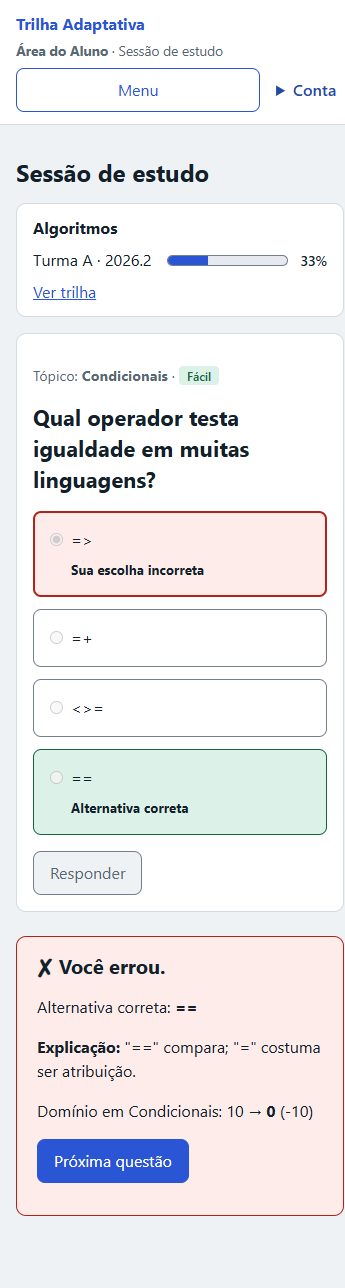 Trilha Adaptativa
Área do Aluno · Sessão de estudo
Menu
▶ Conta
Sessão de estudo
Algoritmos
Turma A · 2026.2 33%
Ver trilha
Tópico: Condicionais · Fácil
Qual operador testa
igualdade em muitas
linguagens?
=>
Sua escolha incorreta
=+
<>=
==
Alternativa correta
Responder
✗ Você errou.
Alternativa correta: ==
Explicação: "==" compara; "=" costuma
ser atribuição.
Domínio em Condicionais: 10 → 0 (-10)
Próxima questão